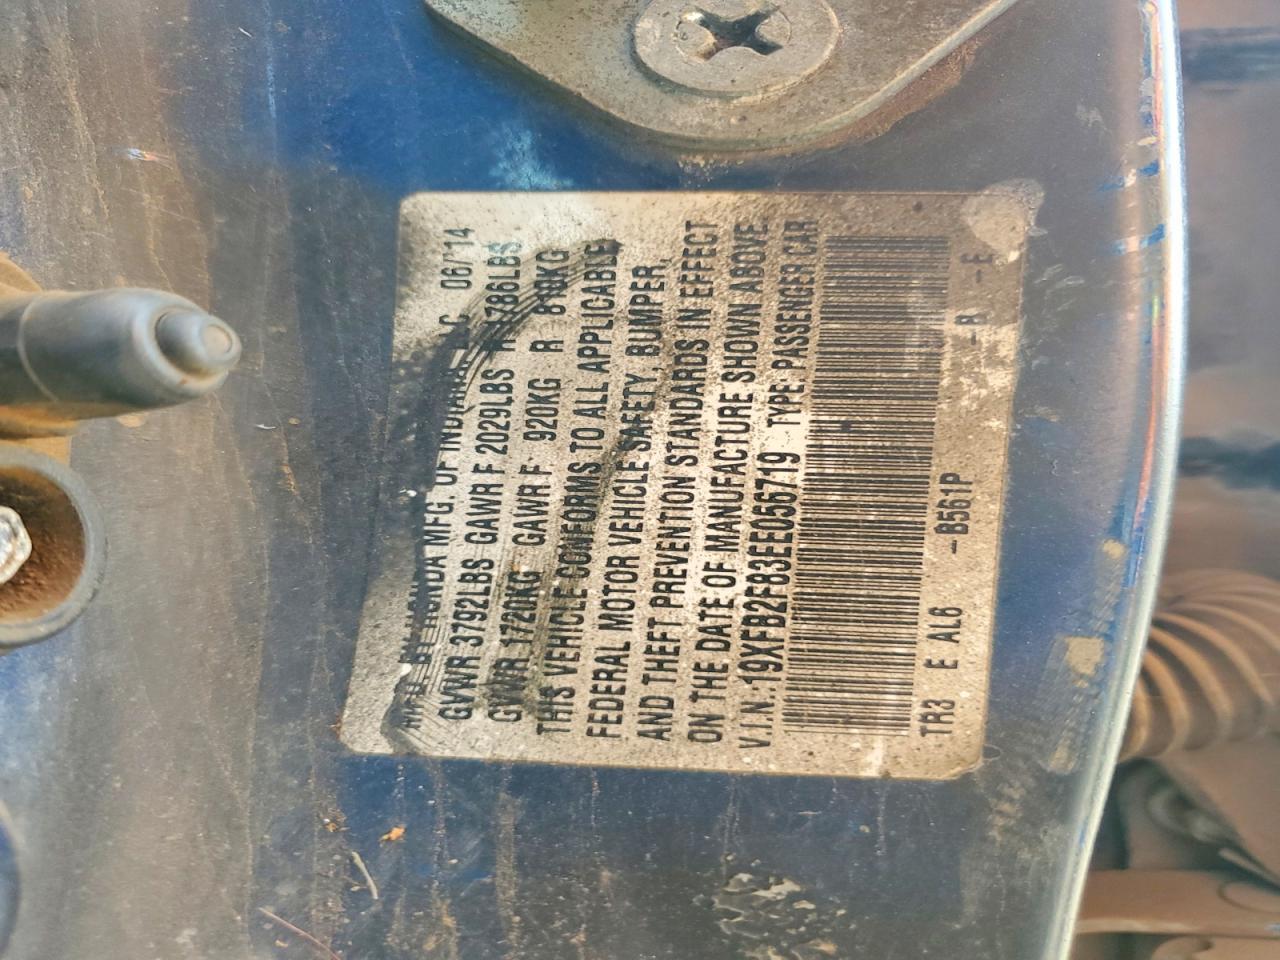 MFD BY HONDA MFG. OF INDIANA LLC 06/14
GVWR 3792LBS GAWR F 2029LBS R 1786LBS
GVWR 1720KG GAWR F 920KG R 810KG
THIS VEHICLE CONFORMS TO ALL APPLICABLE
FEDERAL MOTOR VEHICLE SAFETY, BUMPER,
AND THEFT PREVENTION STANDARDS IN EFFECT
ON THE DATE OF MANUFACTURE SHOWN ABOVE.
V.I.N.:19XFB2F83EE056719 TYPE: PASSENGER CAR
TR3 E AL6 -B561P -B -E